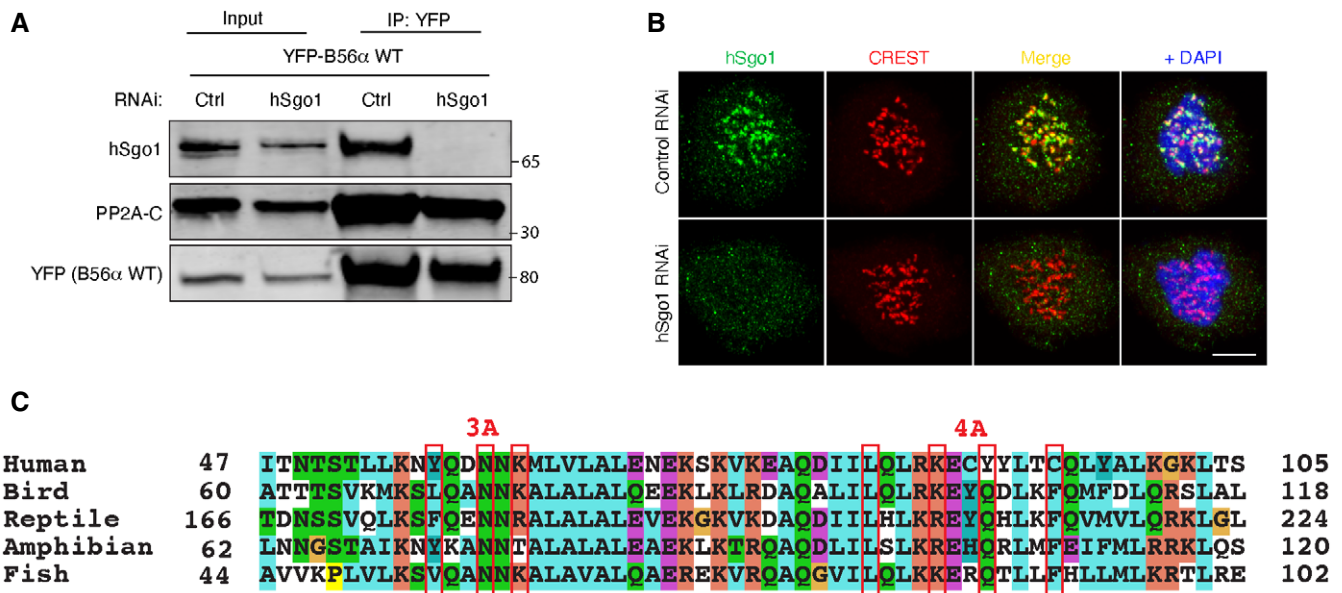 A
Input IP: YFP
YFP-B56α WT
RNAi: Ctrl hSgo1 Ctrl hSgo1
hSgo1
65
PP2A-C
30
YFP (B56α WT)
80
B
hSgo1 CREST Merge + DAPI
Control RNAi
hSgo1 RNAi
C
3A 4A
Human 47 ITNTSTLLKNYQDNNKMLVLALENEKSKVKEAQDIILQLRKECYYLTCQLYALKGKLTS 105
Bird 60 ATTTSVKMKSLQANNKALALALQEEKLKLRDAQALILQLRKEYQDLKFQMFDLQRSLAL 118
Reptile 166 TDNSSVQLKSFQENNRALALALEVEKGKVKDAQDIILHLKREYQHLKFQVMVLQRKLGL 224
Amphibian 62 LNNGSTAIKNYKANNTALALALEAEKLKTRQAQDLILSLKREHQRLMFEIFMLRRKLQS 120
Fish 44 AVVKPLVLKSVQANNKALAVALQAEREKVRQAQGVILQLKKERQTLLFHLLMLKRTLRE 102